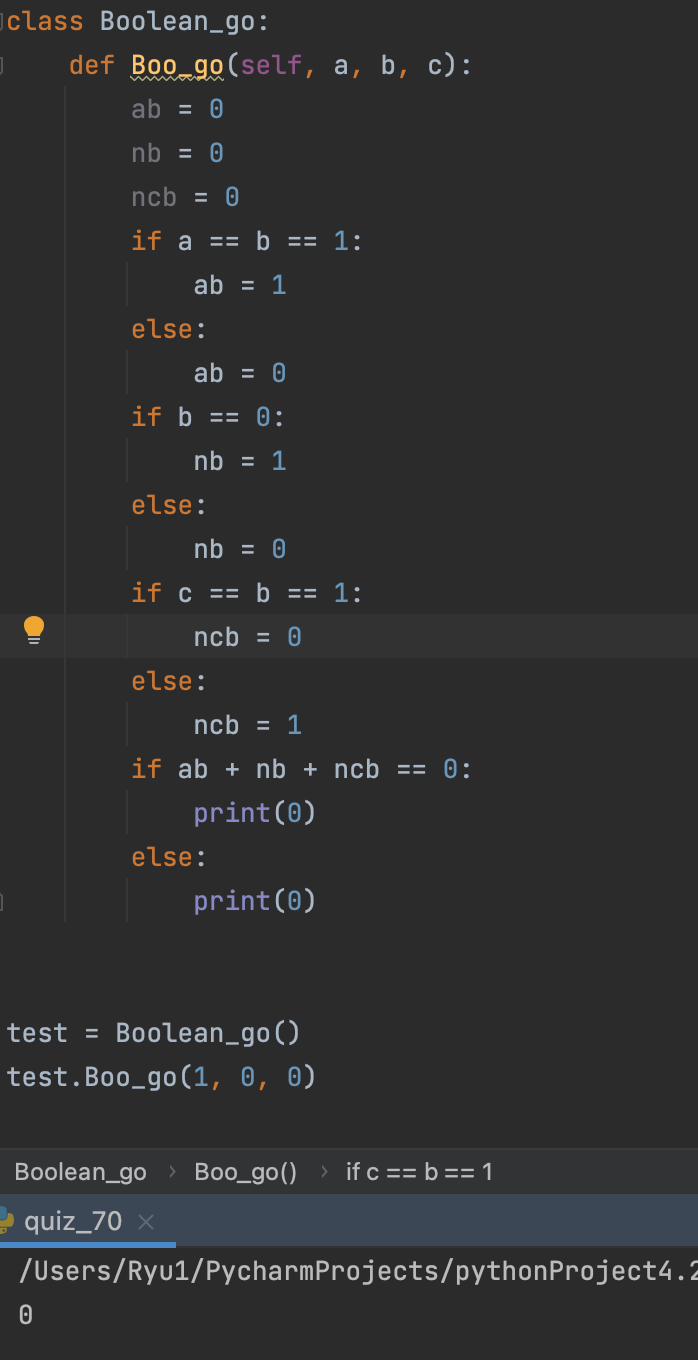 class Boolean_go:
    def Boo_go(self, a, b, c):
        ab = 0
        nb = 0
        ncb = 0
        if a == b == 1:
            ab = 1
        else:
            ab = 0
        if b == 0:
            nb = 1
        else:
            nb = 0
        if c == b == 1:
            ncb = 0
        else:
            ncb = 1
        if ab + nb + ncb == 0:
            print(0)
        else:
            print(0)
test = Boolean_go()
test.Boo_go(1, 0, 0)
Boolean_go › Boo_go() › if c == b == 1
quiz_70 ×
/Users/Ryu1/PycharmProjects/pythonProject4.2
0